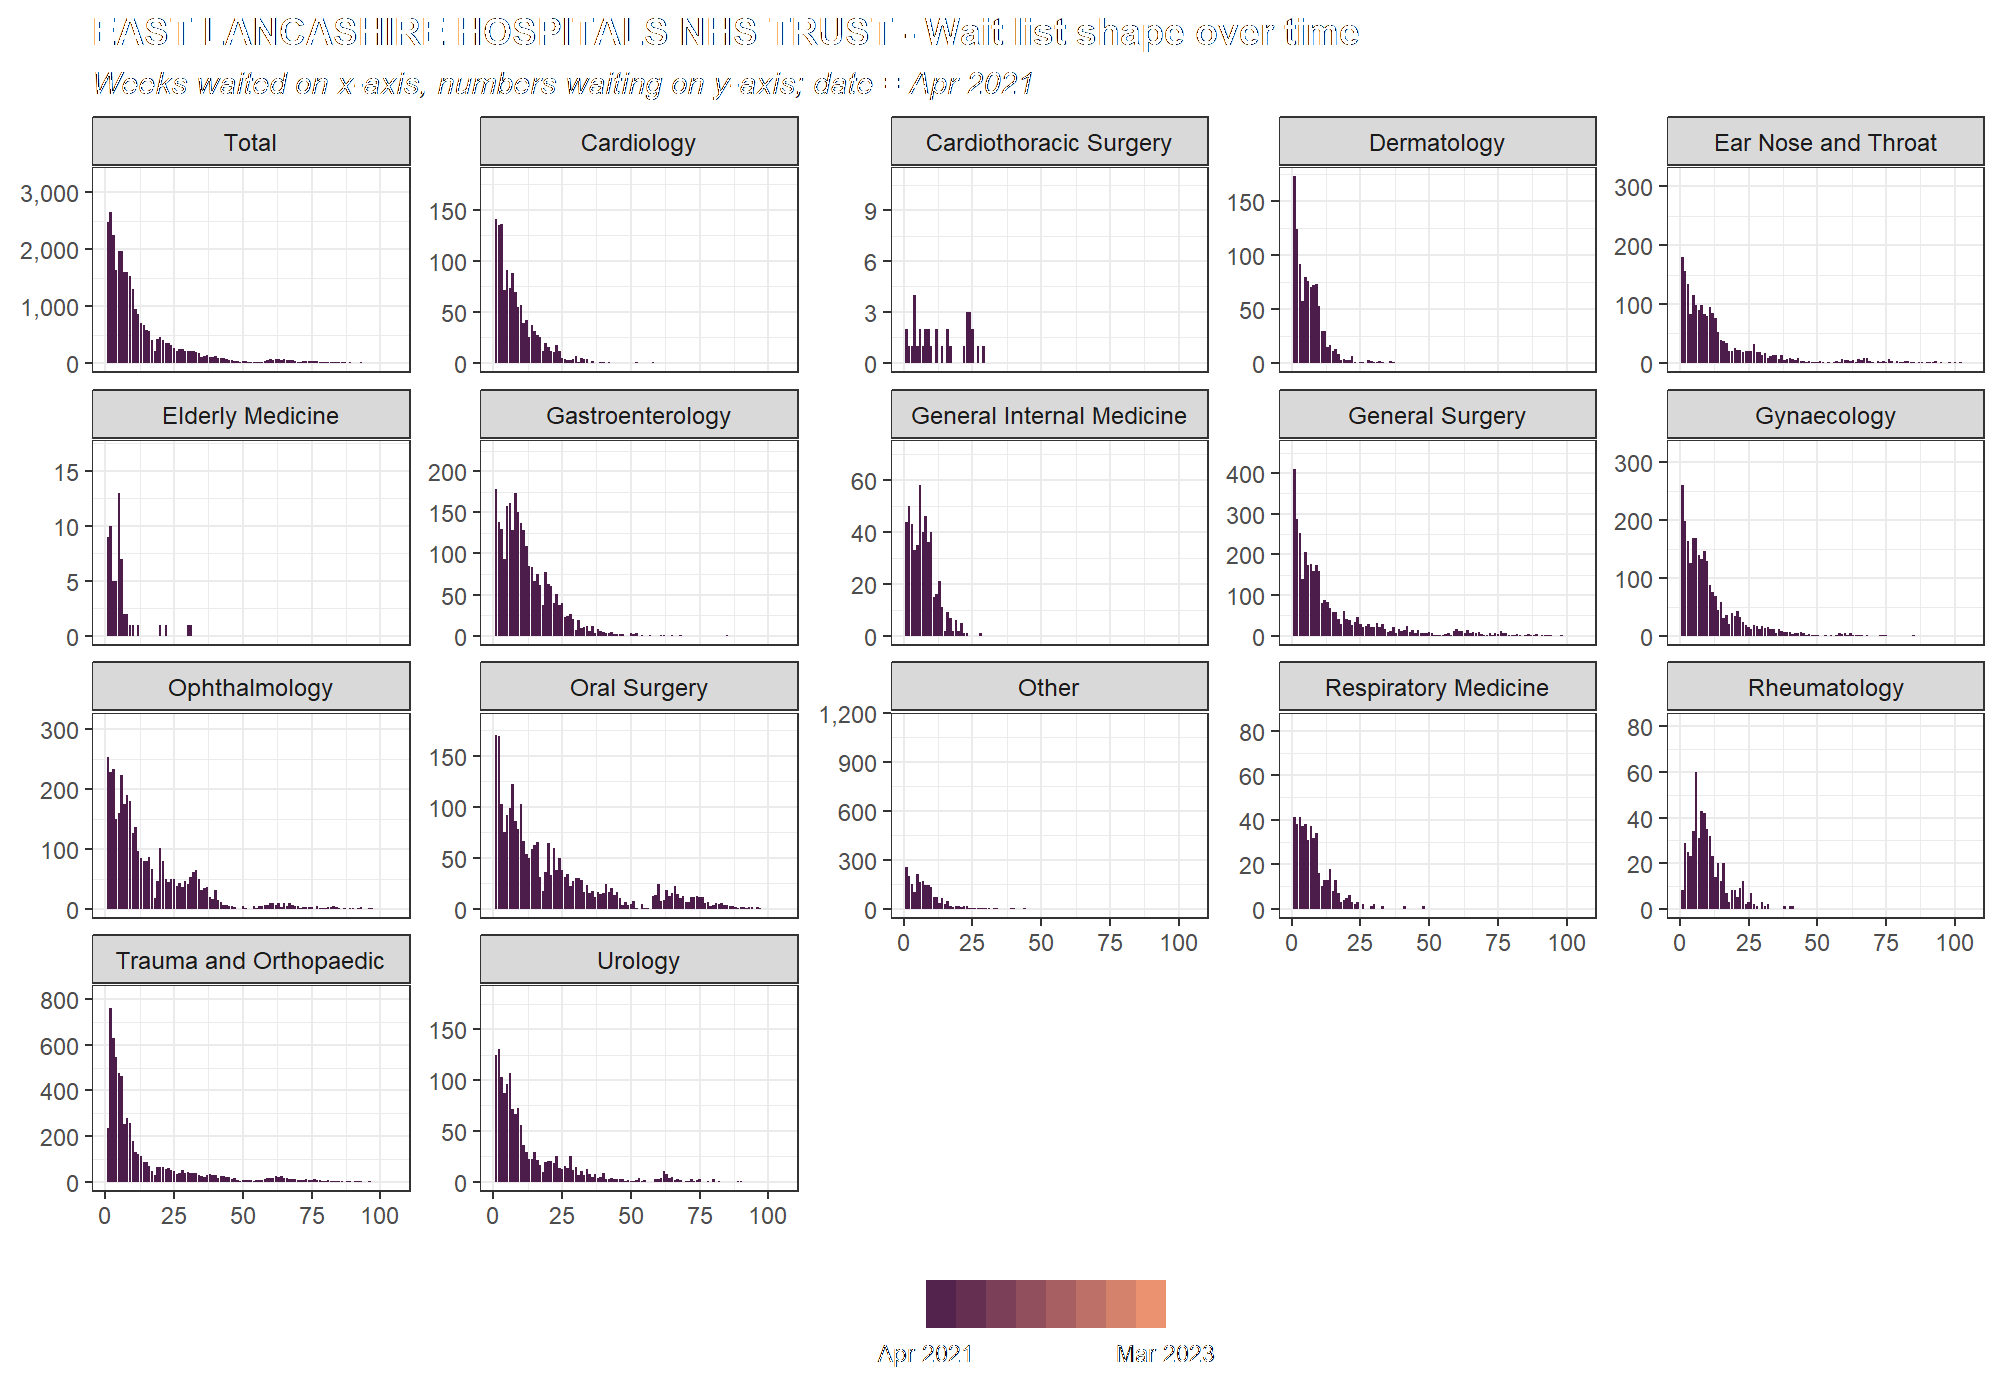 EAST LANCASHIRE HOSPITALS NHS TRUST - Wait list shape over time
Weeks waited on x-axis, numbers waiting on y-axis; date = Apr 2021
Total
Cardiology
Cardiothoracic Surgery
Dermatology
Ear Nose and Throat
3,000
2,000
1,000
0
150
100
50
0
9
6
3
0
150
100
50
0
300
200
100
0
Elderly Medicine
Gastroenterology
General Internal Medicine
General Surgery
Gynaecology
15
10
5
0
200
150
100
50
0
60
40
20
0
400
300
200
100
0
300
200
100
0
Ophthalmology
Oral Surgery
Other
Respiratory Medicine
Rheumatology
300
200
100
0
150
100
50
0
1,200
900
600
300
0
80
60
40
20
0
80
60
40
20
0
0 25 50 75 100
0 25 50 75 100
0 25 50 75 100
Trauma and Orthopaedic
Urology
800
600
400
200
0
150
100
50
0
0 25 50 75 100
0 25 50 75 100
Apr 2021
Mar 2023